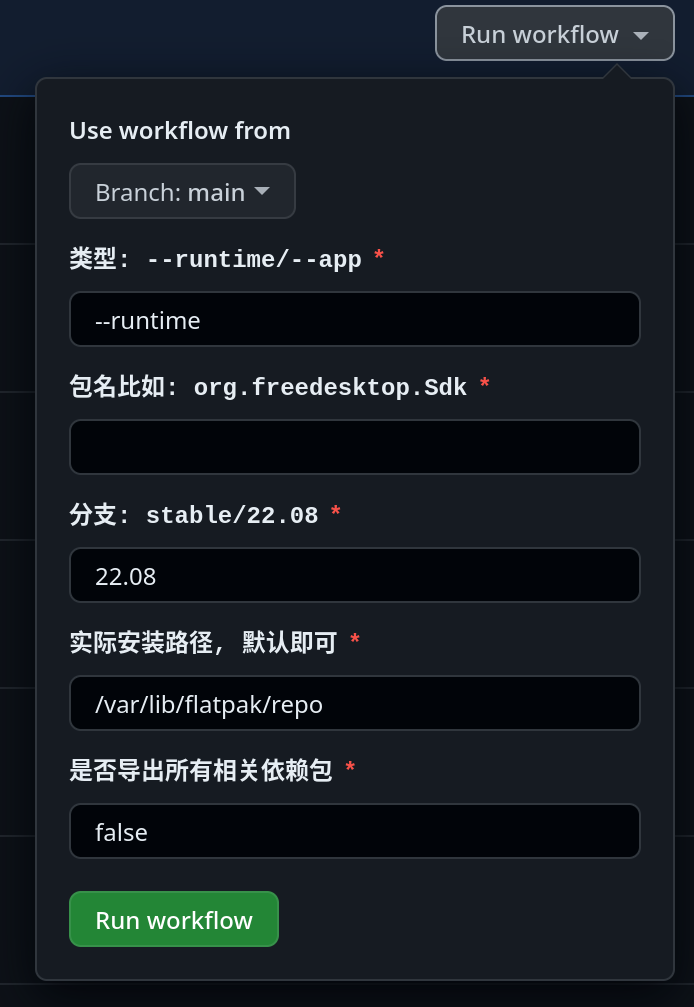 Run workflow
Use workflow from
Branch: main
类型: --runtime/--app *
--runtime
包名比如: org.freedesktop.Sdk *
分支: stable/22.08 *
22.08
实际安装路径, 默认即可 *
/var/lib/flatpak/repo
是否导出所有相关依赖包 *
false
Run workflow